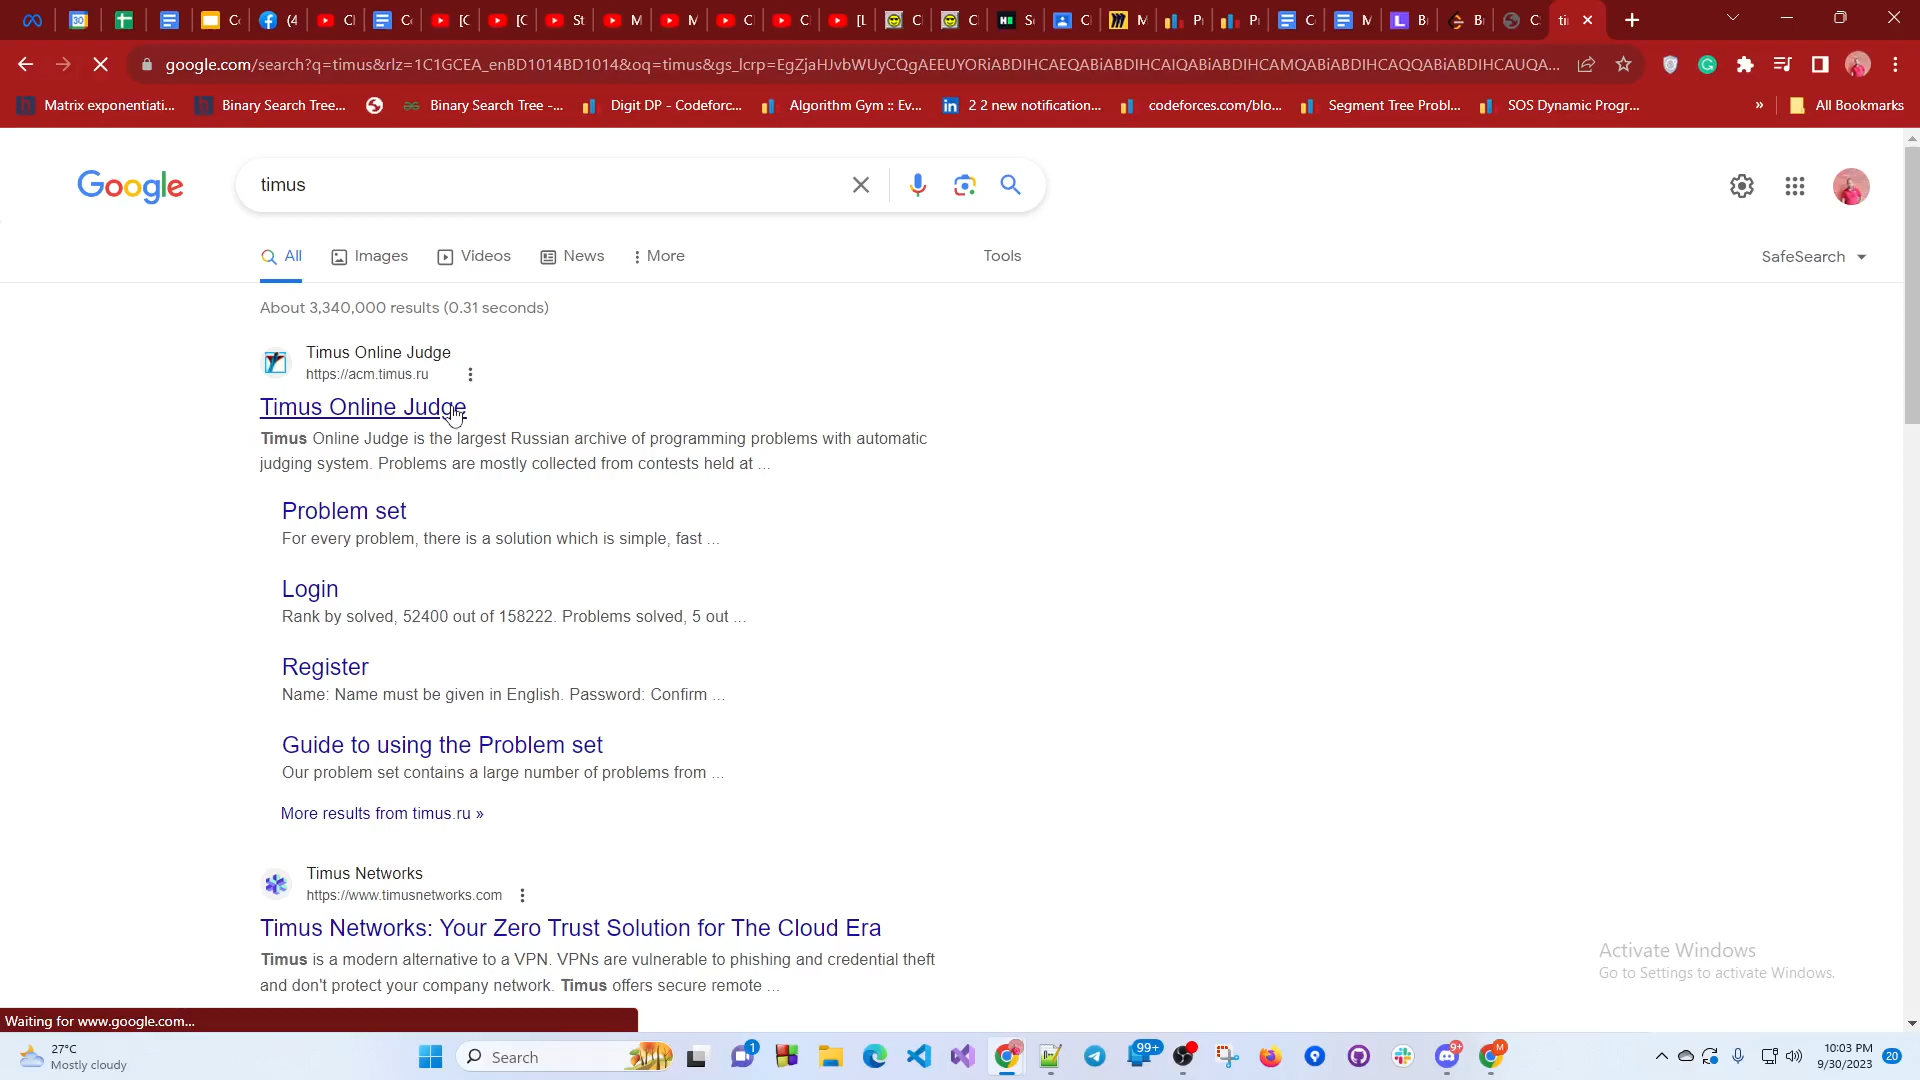 (4
google.com/search?q=timus&rlz=1C1GCEA_enBD1014BD1014&oq=timus&gs_lcrp=EgZjaHJvbWUyCQgAEEUYORiABDIHCAEQABiABDIHCAIQABiABDIHCAMQABiABDIHCAQQABiABDIHCAUQA...
Matrix exponentiati... Binary Search Tree... Binary Search Tree -... Digit DP - Codeforc... Algorithm Gym :: Ev... 2 2 new notification... codeforces.com/blo... Segment Tree Probl... SOS Dynamic Progr... » All Bookmarks
Google timus
All Images Videos News More Tools SafeSearch
About 3,340,000 results (0.31 seconds)
Timus Online Judge
https://acm.timus.ru
Timus Online Judge
Timus Online Judge is the largest Russian archive of programming problems with automatic
judging system. Problems are mostly collected from contests held at ...
Problem set
For every problem, there is a solution which is simple, fast ...
Login
Rank by solved, 52400 out of 158222. Problems solved, 5 out ...
Register
Name: Name must be given in English. Password: Confirm ...
Guide to using the Problem set
Our problem set contains a large number of problems from ...
More results from timus.ru »
Timus Networks
https://www.timusnetworks.com
Timus Networks: Your Zero Trust Solution for The Cloud Era
Timus is a modern alternative to a VPN. VPNs are vulnerable to phishing and credential theft
and don't protect your company network. Timus offers secure remote ...
Activate Windows
Go to Settings to activate Windows.
Waiting for www.google.com...
27°C
Mostly cloudy
Search
1
99+
9+
10:03 PM
9/30/2023
20